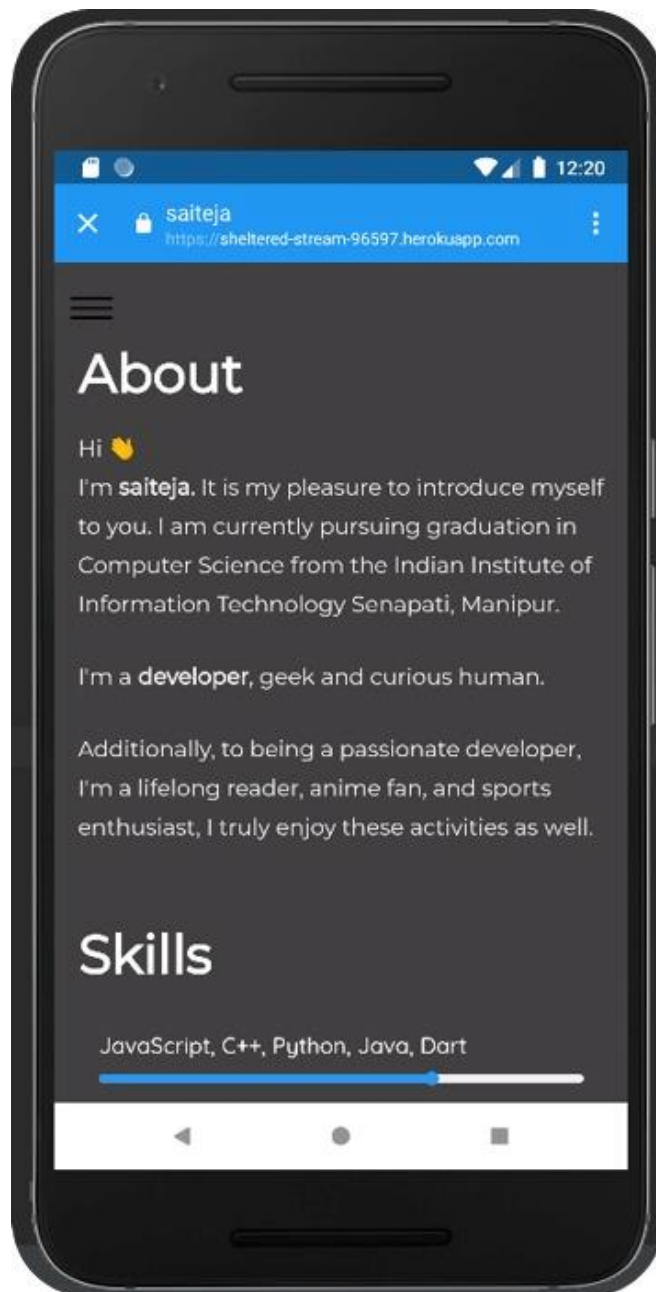 12:20
saiteja
https://sheltered-stream-96597.herokuapp.com
About
Hi 👋
I'm saiteja. It is my pleasure to introduce myself
to you. I am currently pursuing graduation in
Computer Science from the Indian Institute of
Information Technology Senapati, Manipur.
I'm a developer, geek and curious human.
Additionally, to being a passionate developer,
I'm a lifelong reader, anime fan, and sports
enthusiast, I truly enjoy these activities as well.
Skills
JavaScript, C++, Python, Java, Dart